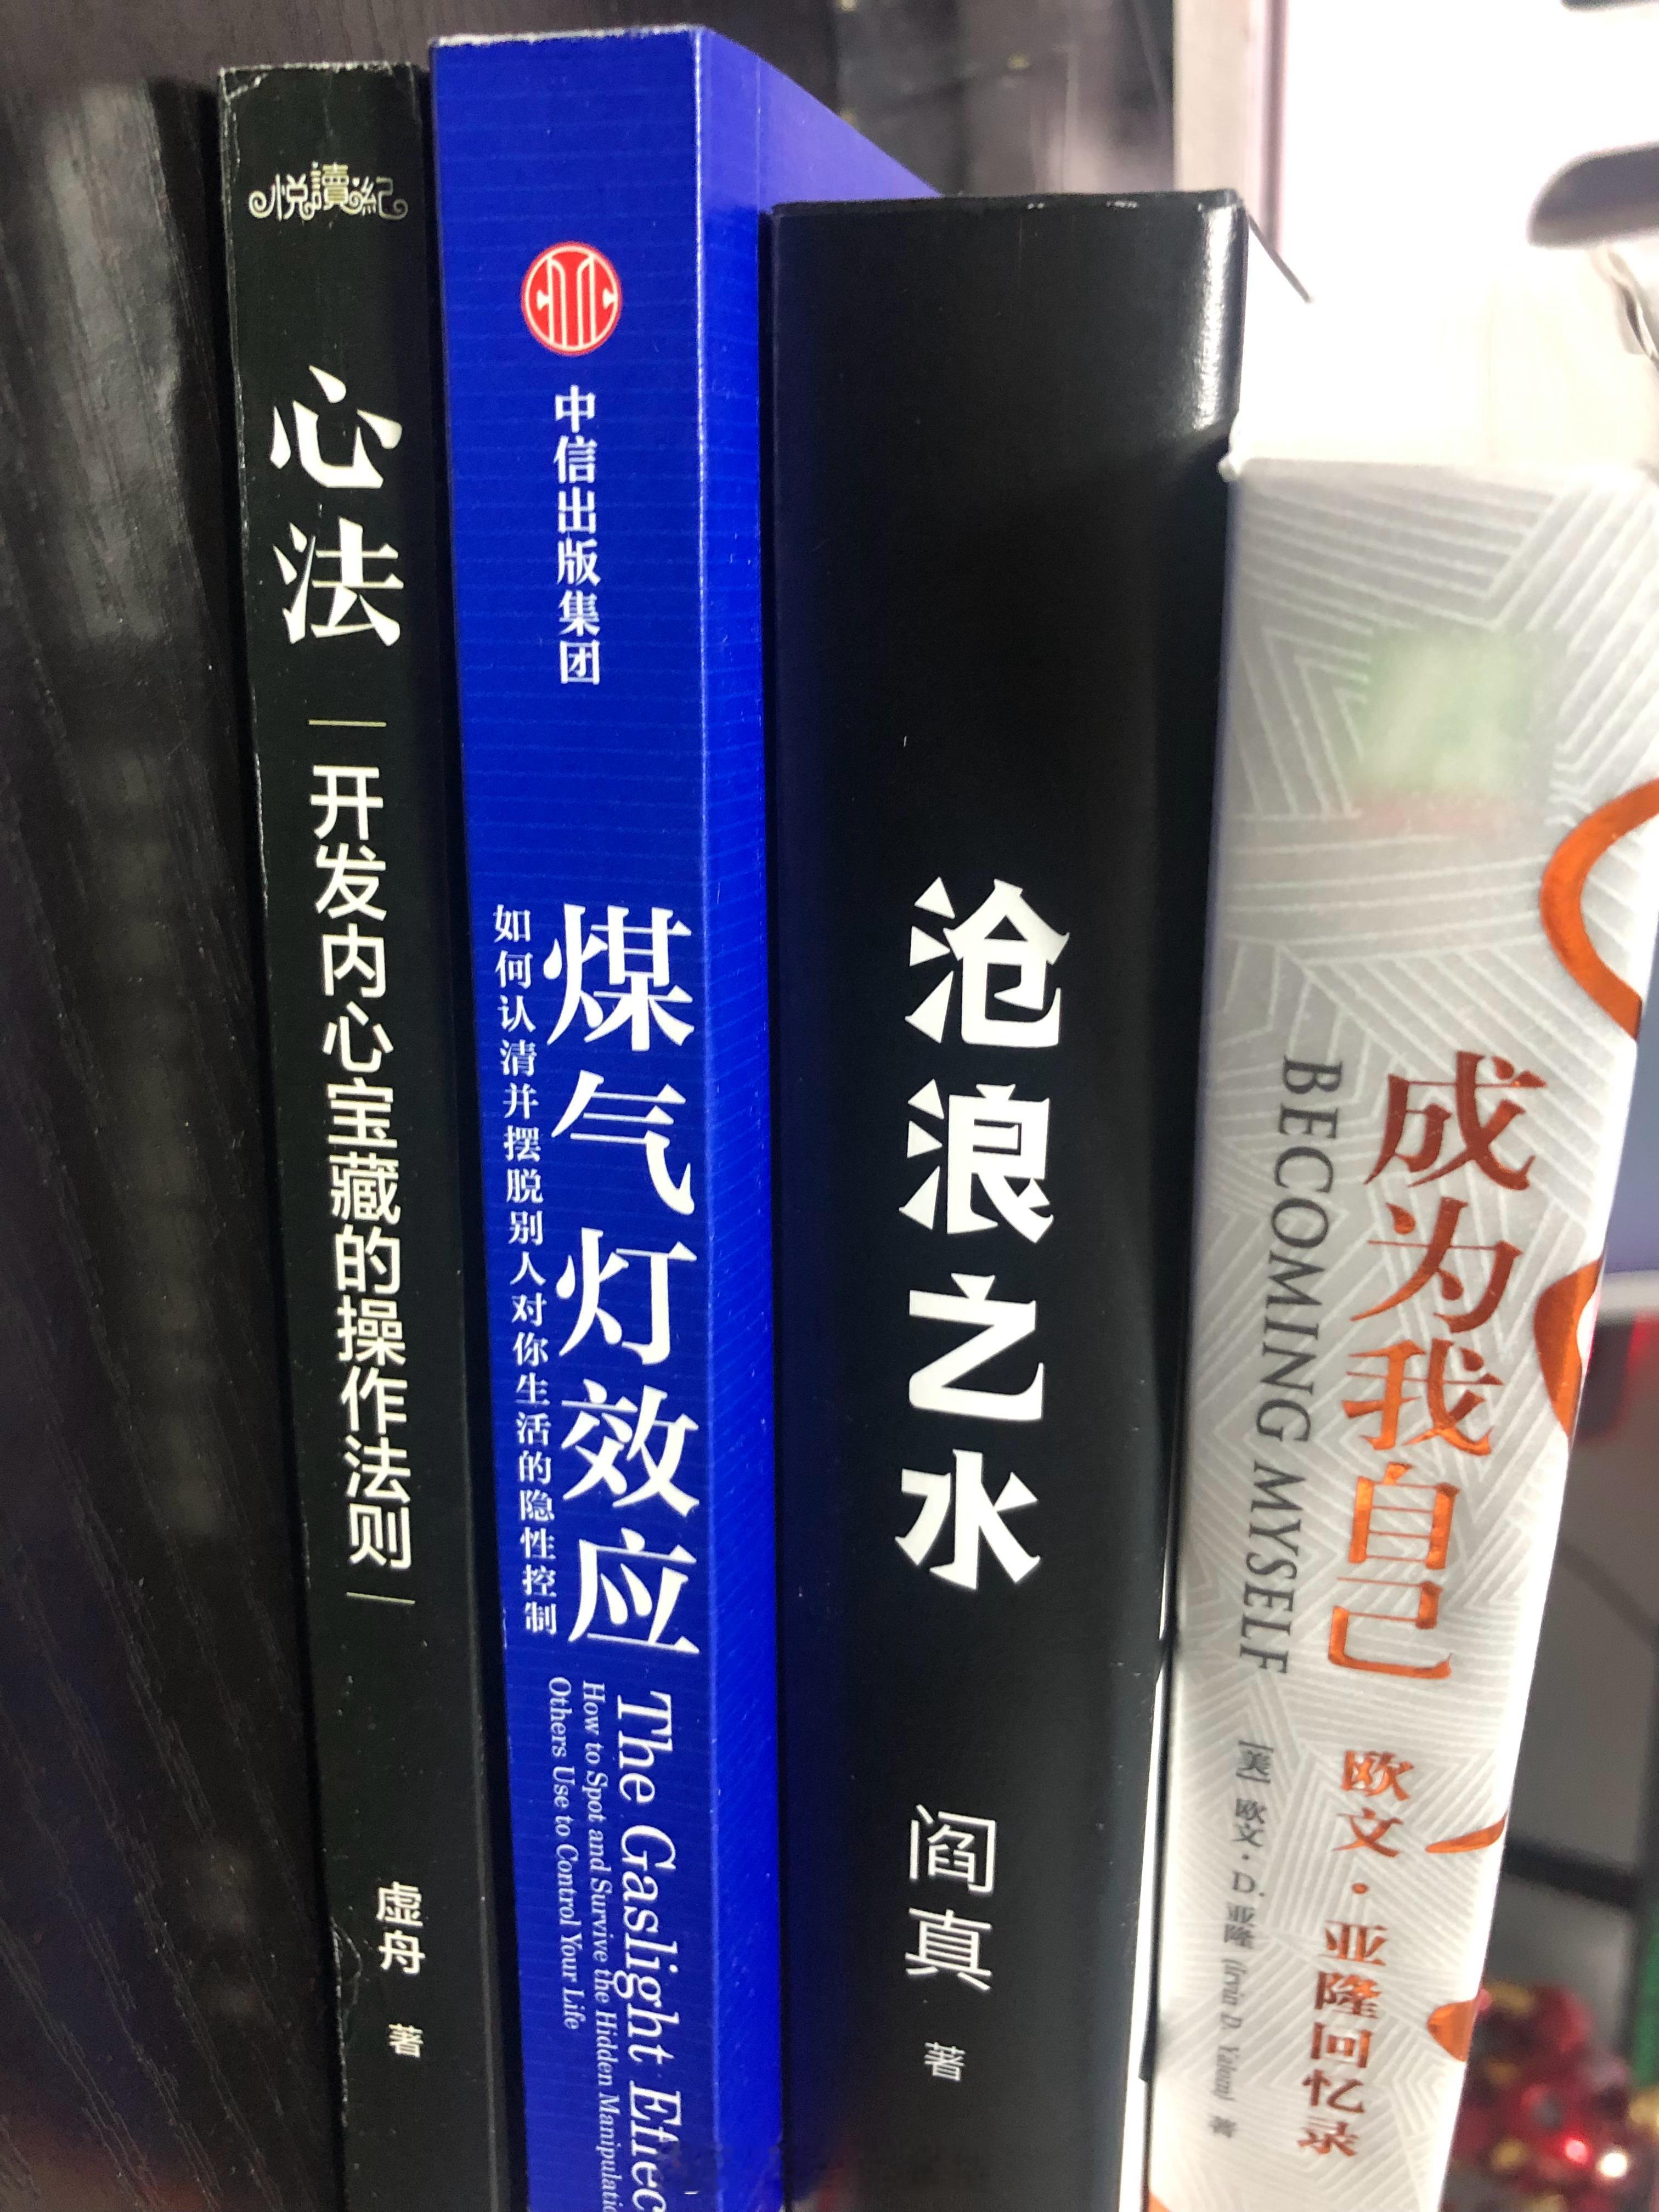 悦讀纪
心法
开发内心宝藏的操作法则
虚舟 著
中信出版集团
煤气灯效应
如何认清并摆脱别人对你生活的隐性控制
The Gaslight Effec
How to Spot and Survive the Hidden Manipulatio
Others Use to Control Your Life
沧浪之水
阎真 著
成为我自己
欧文·亚隆回忆录
BECOMING MYSELF
[美] 欧文·D.亚隆 (Irvin D. Yalom) 著